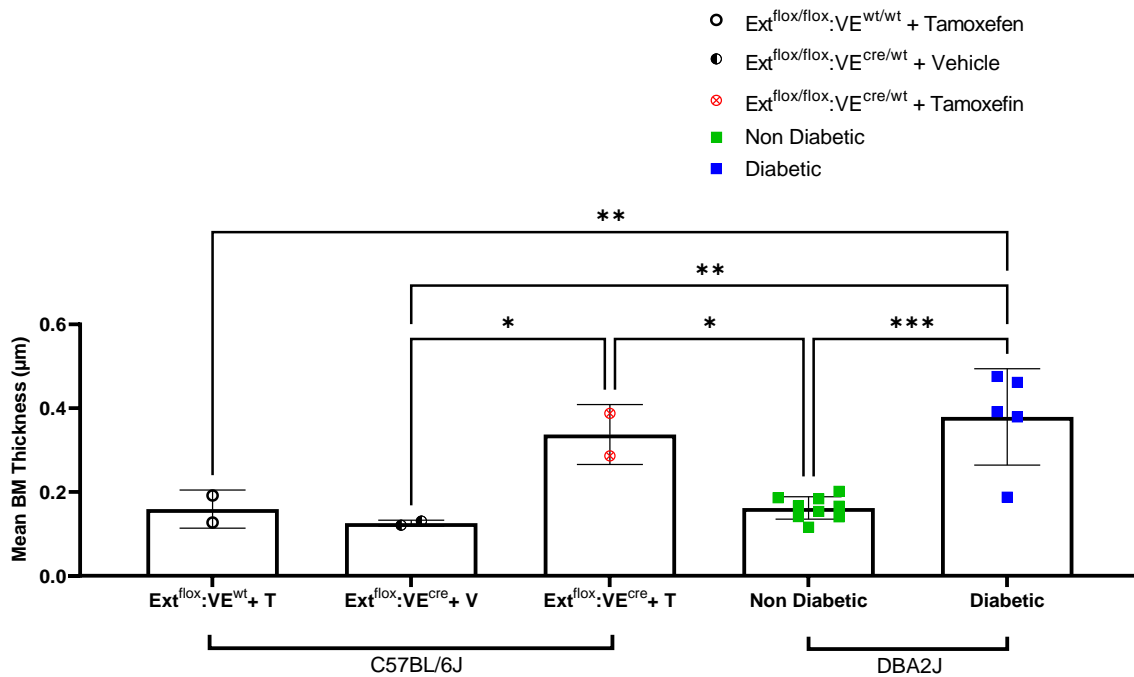 Ext^flox/flox:VE^wt/wt + Tamoxefen
Ext^flox/flox:VE^cre/wt + Vehicle
Ext^flox/flox:VE^cre/wt + Tamoxefin
Non Diabetic
Diabetic
**
**
* * ***
Mean BM Thickness (µm)
0.6
0.4
0.2
0.0
Ext^flox:VE^wt+ T Ext^flox:VE^cre+ V Ext^flox:VE^cre+ T Non Diabetic Diabetic
C57BL/6J DBA2J